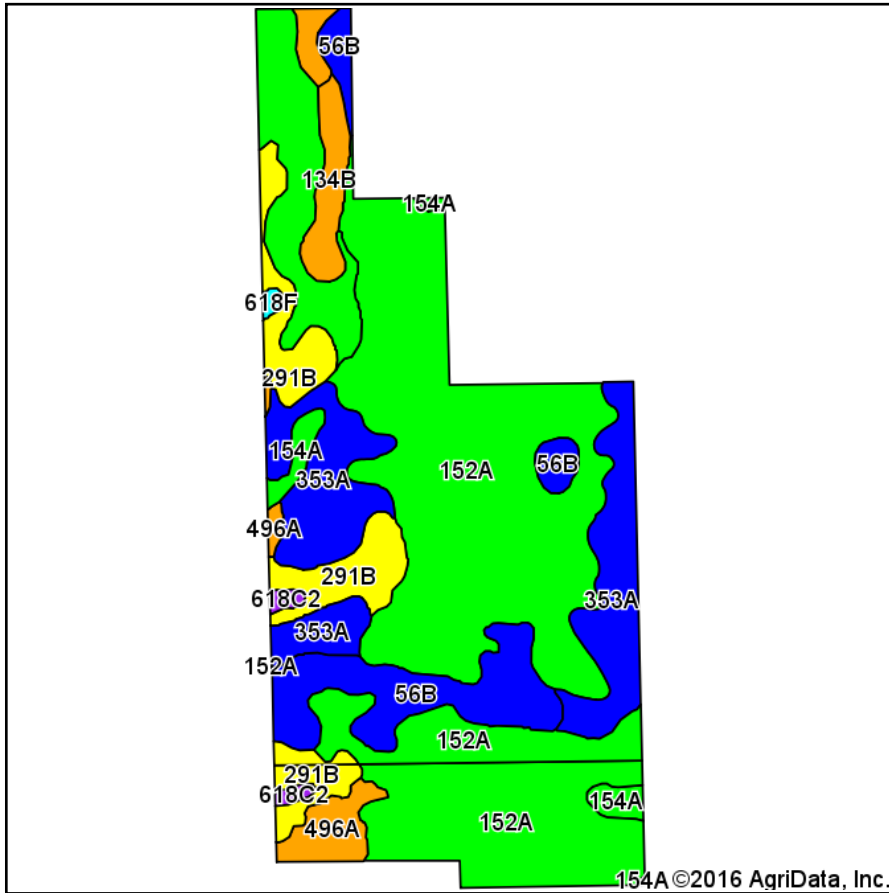 56B
134B
154A
618F
291B
154A
152A
56B
353A
496A
291B
618C2
353A
353A
152A
56B
152A
291B
618C2
154A
496A
152A
154A ©2016 AgriData, Inc.